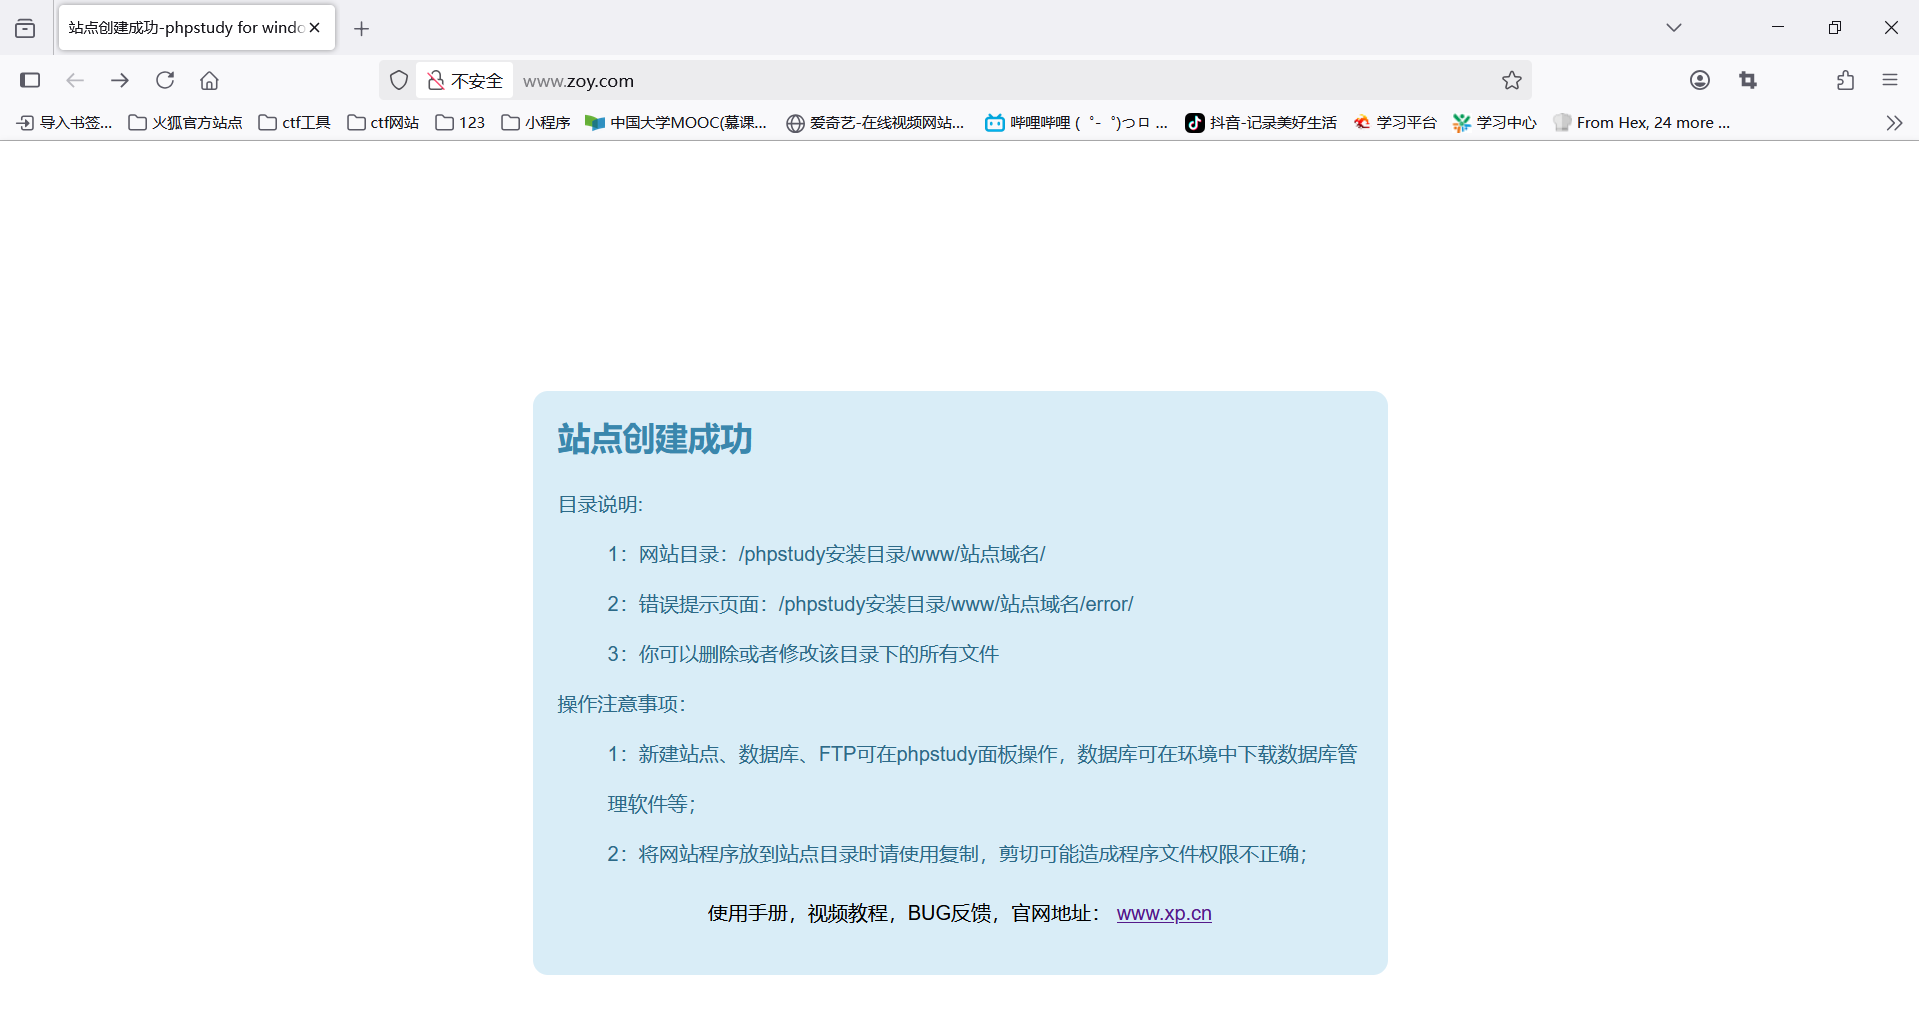 站点创建成功-phpstudy for windo
不安全
www.zoy.com
导入书签...
火狐官方站点
ctf工具
ctf网站
123
小程序
中国大学MOOC(慕课...
爱奇艺-在线视频网站...
哔哩哔哩 ( ゜- ゜)つロ ...
抖音-记录美好生活
学习平台
学习中心
From Hex, 24 more ...
站点创建成功
目录说明:
1：网站目录：/phpstudy安装目录/www/站点域名/
2：错误提示页面：/phpstudy安装目录/www/站点域名/error/
3：你可以删除或者修改该目录下的所有文件
操作注意事项：
1：新建站点、数据库、FTP可在phpstudy面板操作，数据库可在环境中下载数据库管
理软件等；
2：将网站程序放到站点目录时请使用复制，剪切可能造成程序文件权限不正确；
使用手册，视频教程，BUG反馈，官网地址： www.xp.cn